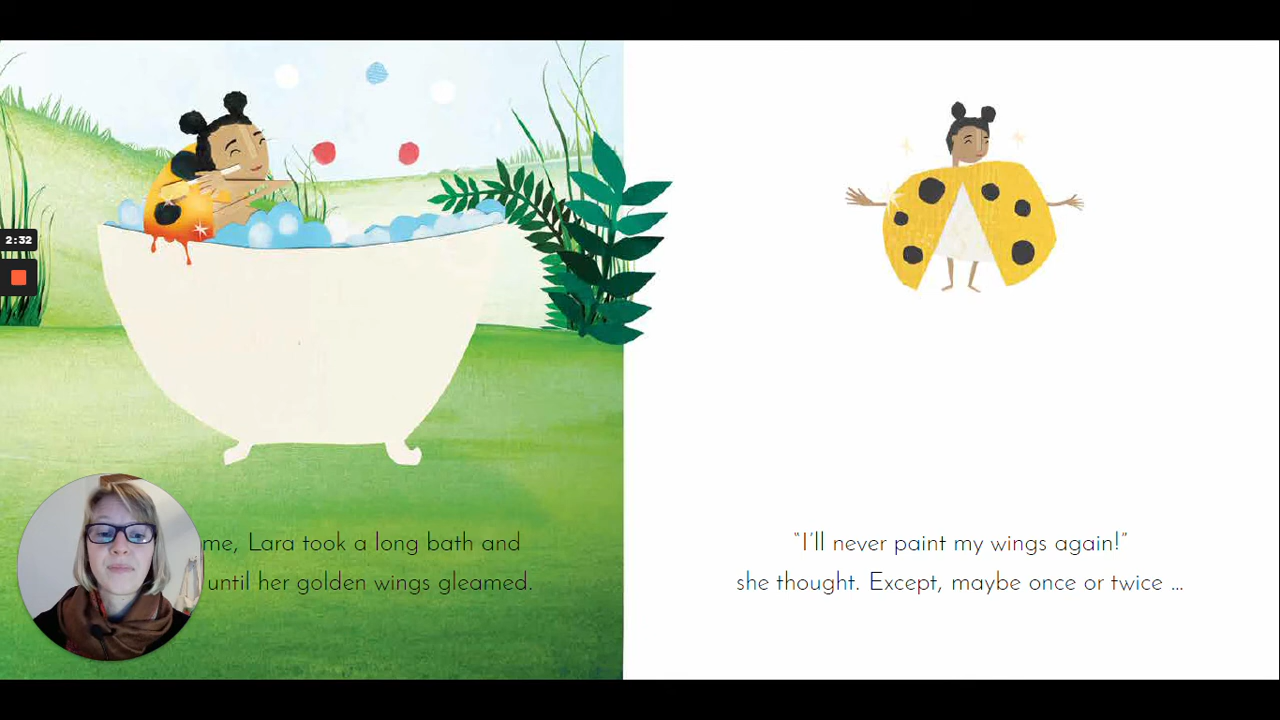 2:32
me, Lara took a long bath and
until her golden wings gleamed.
“I’ll never paint my wings again!”
she thought. Except, maybe once or twice ...